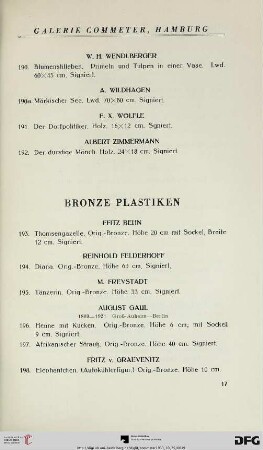 GALERIE COMMETER, HAMBURG
W. H. WENDLBERGER
190. Blumenstilleben. Primeln und Tulpen in einer Vase. Lwd.
60×45 cm. Signiert.
A. WILDHAGEN
190a. Märkischer See. Lwd. 70×80 cm. Signiert.
F. X. WOLFLE
191. Der Dorfpolitiker. Holz. 16×12 cm. Signiert.
ALBERT ZIMMERMANN
192. Der durstige Mönch. Holz. 24×18 cm. Signiert.
BRONZE PLASTIKEN
FRITZ BEHN
193. Thomsengazelle. Orig.-Bronze. Höhe 20 cm mit Sockel, Breite
12 cm. Signiert.
REINHOLD FELDERHOFF
194. Diana. Orig.-Bronze. Höhe 65 cm. Signiert.
M. FREYSTADT
195. Tänzerin. Orig.-Bronze. Höhe 33 cm. Signiert.
AUGUST GAUL
Berlin
196. Henne mit Kücken. Orig.-Bronze. Höhe 6 cm, mit Sockel
9 cm. Signiert.
197. Afrikanischer Strauß. Orig.-Bronze. Höhe 40 cm. Signiert.
FRITZ v. GRAEVENITZ
198. Elephentchen. (Autokühlerfigur.) Orig.-Bronze. Höhe 10 cm.
17
DFG